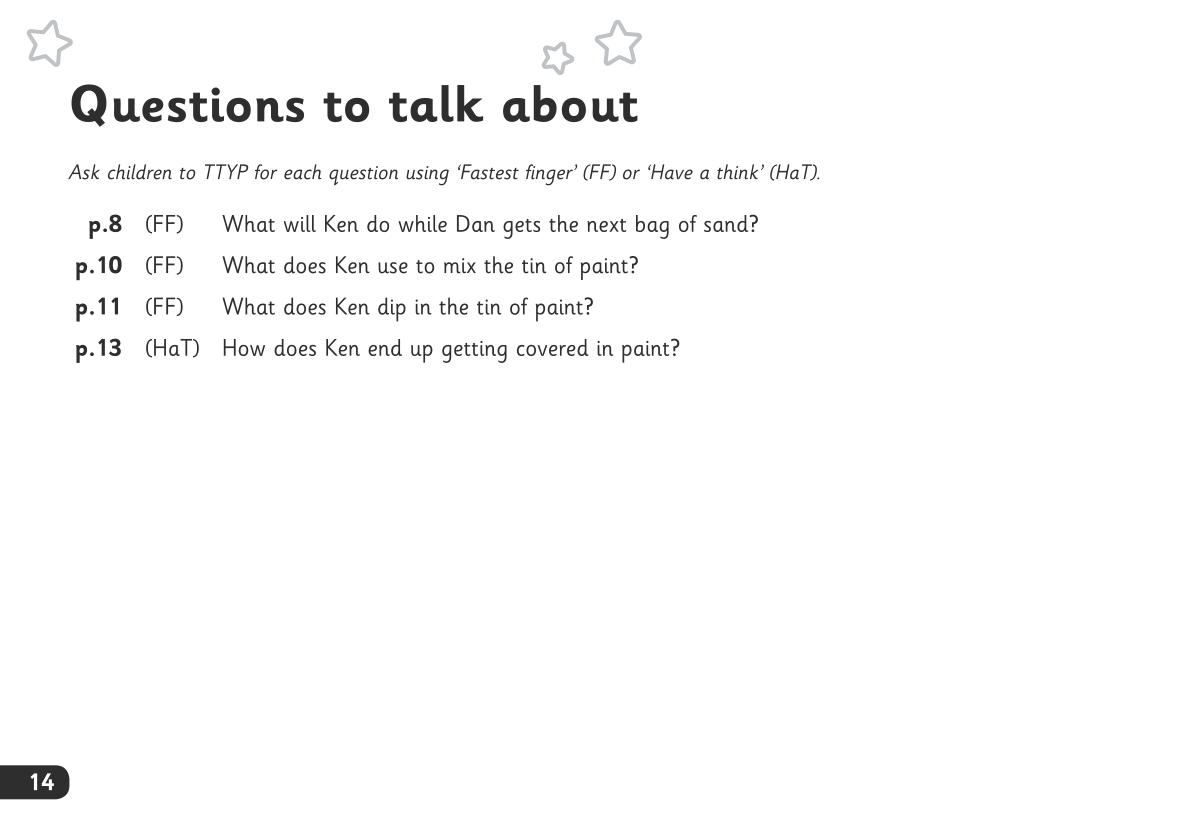 Questions to talk about
Ask children to TTYP for each question using ‘Fastest finger’ (FF) or ‘Have a think’ (HaT).
p.8 (FF) What will Ken do while Dan gets the next bag of sand?
p.10 (FF) What does Ken use to mix the tin of paint?
p.11 (FF) What does Ken dip in the tin of paint?
p.13 (HaT) How does Ken end up getting covered in paint?
14